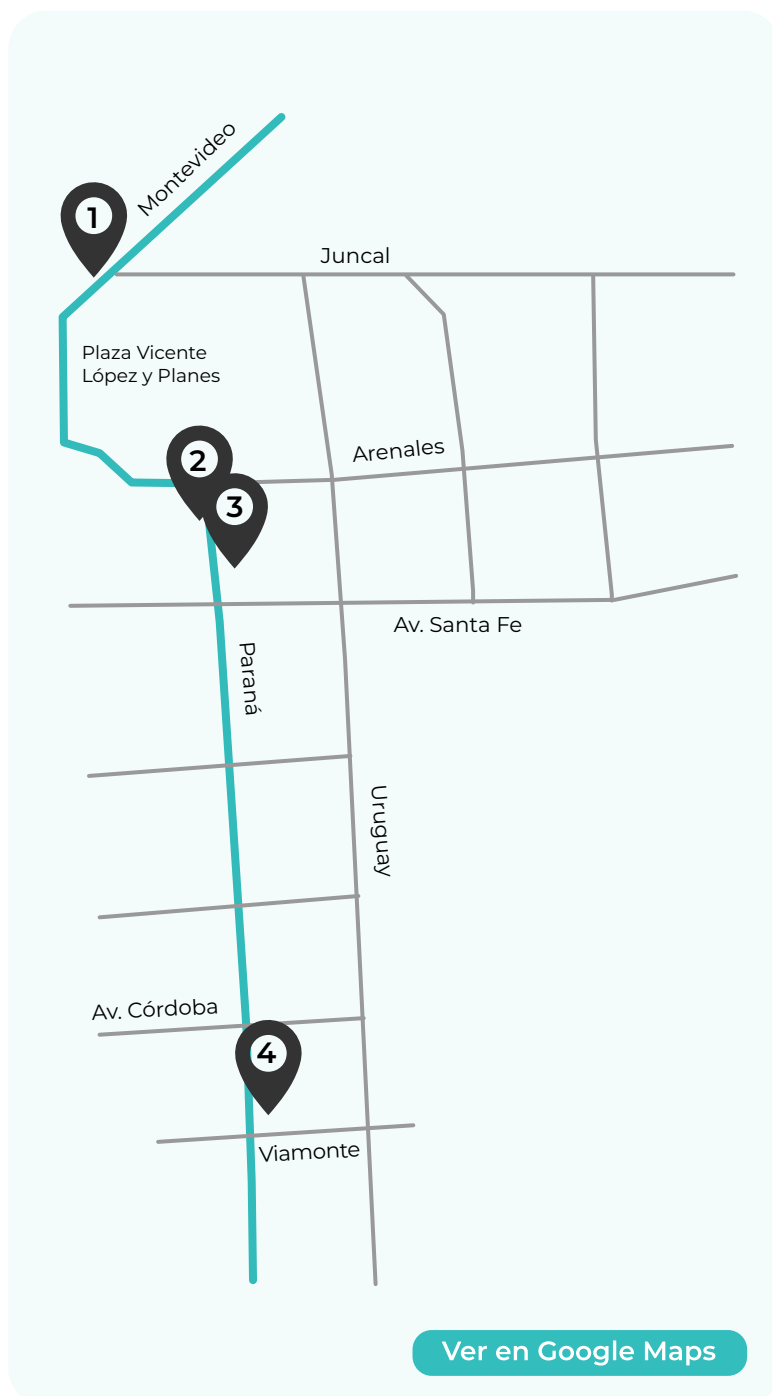 Montevideo
1
Juncal
Plaza Vicente
López y Planes
Arenales
2
3
Av. Santa Fe
Paraná
Uruguay
Av. Córdoba
4
Viamonte
Ver en Google Maps